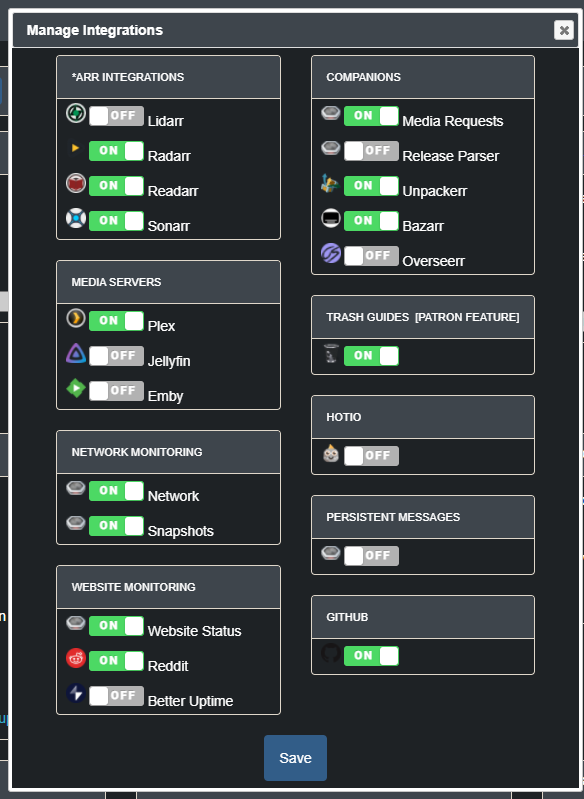 Manage Integrations
*ARR INTEGRATIONS
OFF Lidarr
ON Radarr
ON Readarr
ON Sonarr
MEDIA SERVERS
ON Plex
OFF Jellyfin
OFF Emby
NETWORK MONITORING
ON Network
ON Snapshots
WEBSITE MONITORING
ON Website Status
ON Reddit
OFF Better Uptime
COMPANIONS
ON Media Requests
OFF Release Parser
ON Unpackerr
ON Bazarr
OFF Overseerr
TRASH GUIDES [PATRON FEATURE]
ON
HOTIO
OFF
PERSISTENT MESSAGES
OFF
GITHUB
ON
Save